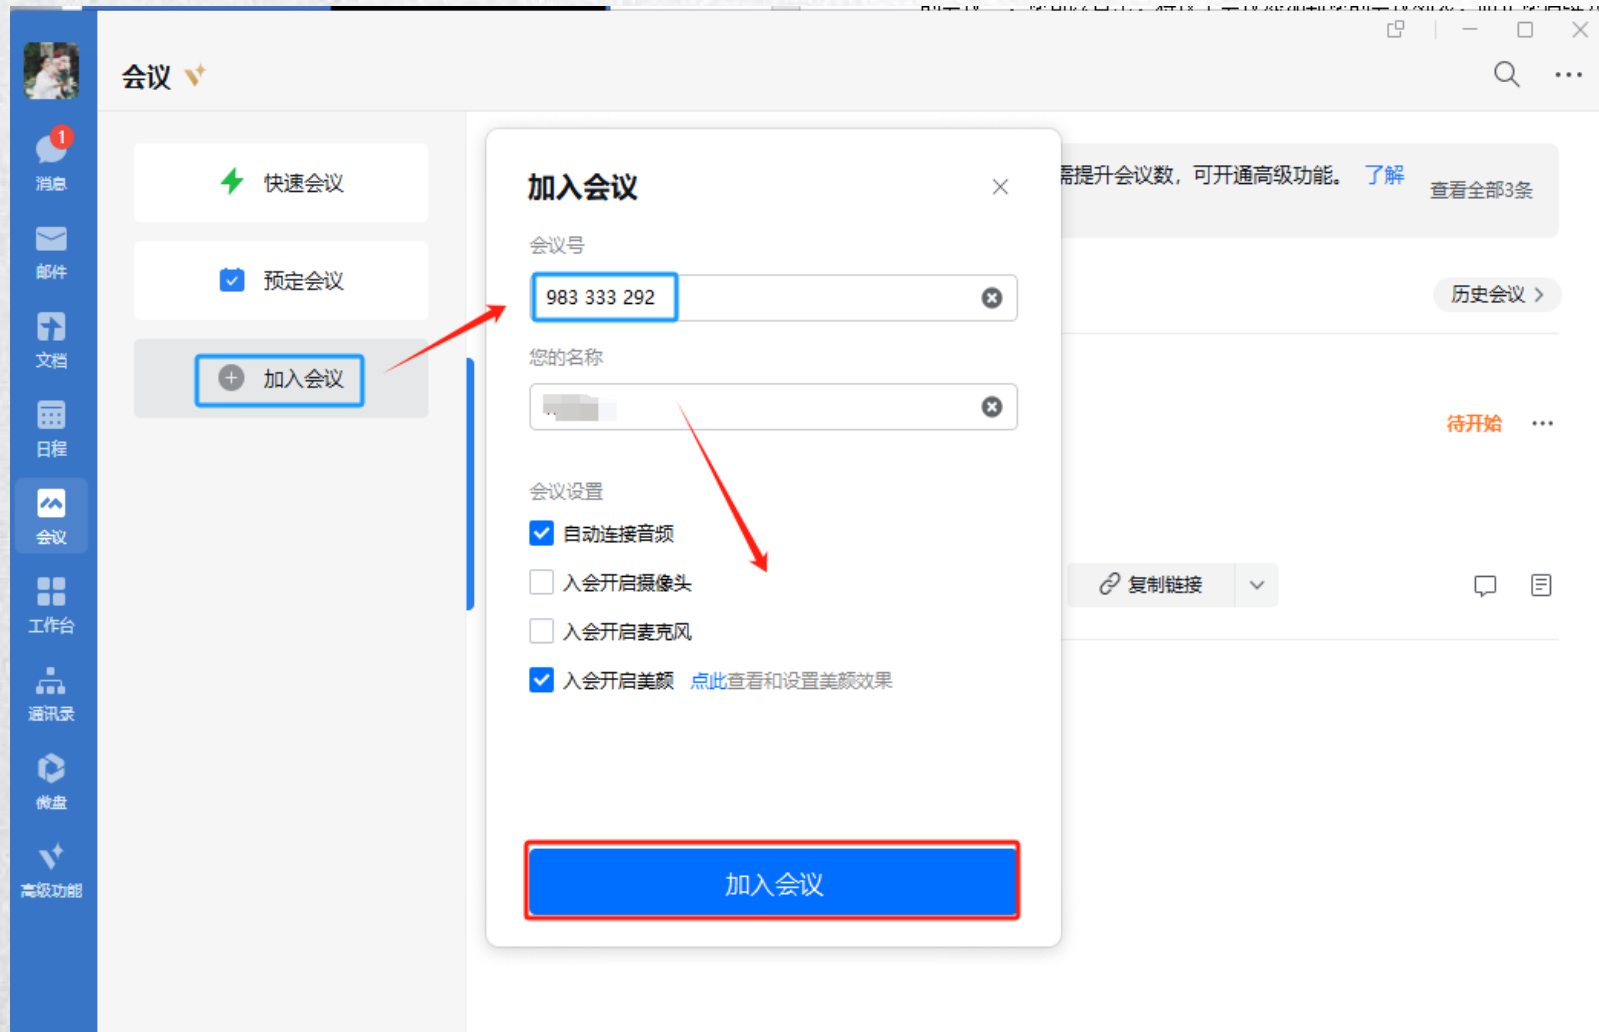 会议
1
消息
邮件
文档
日程
会议
工作台
通讯录
微盘
高级功能
快速会议
预定会议
加入会议
加入会议
会议号
983 333 292
您的名称
会议设置
自动连接音频
入会开启摄像头
入会开启麦克风
入会开启美颜 点此查看和设置美颜效果
加入会议
需提升会议数，可开通高级功能。 了解
查看全部3条
历史会议
待开始
复制链接